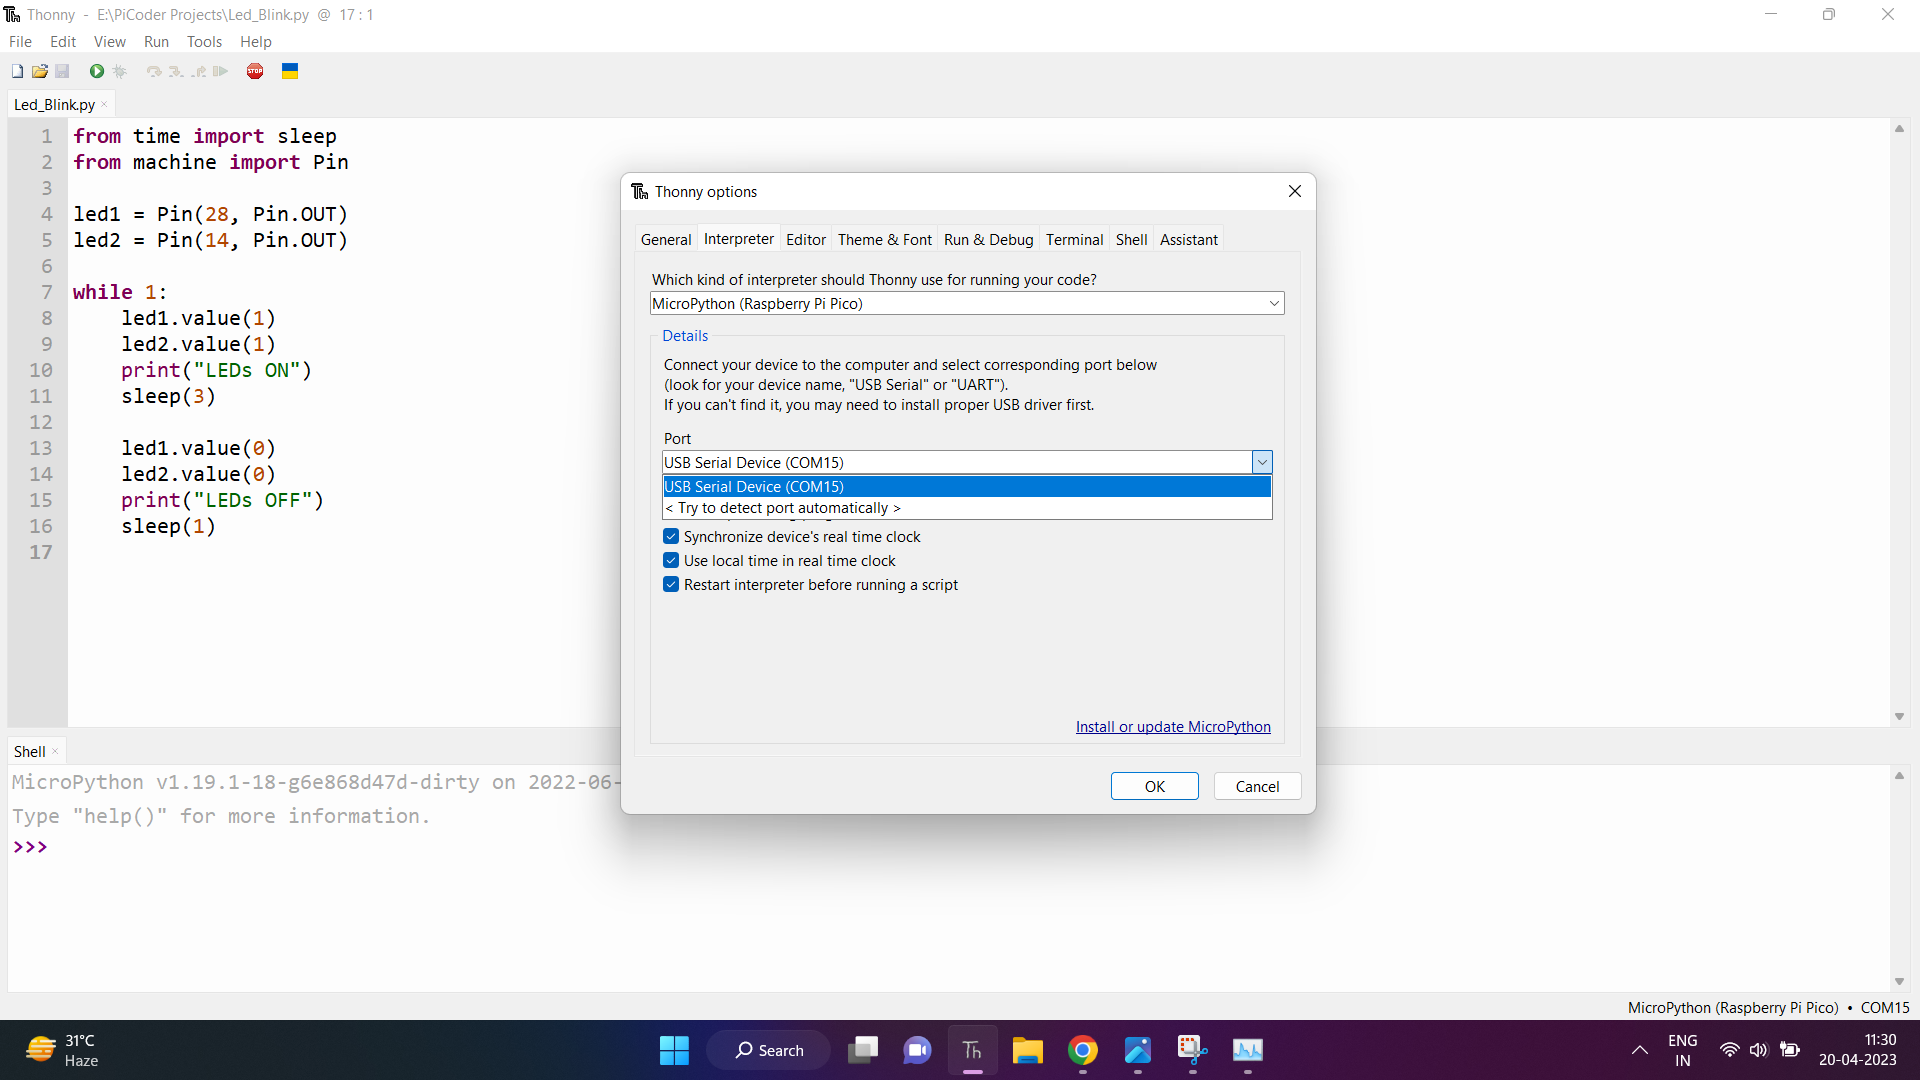 Thonny - E:\PiCoder Projects\Led_Blink.py @ 17 : 1
File Edit View Run Tools Help
STOP
Led_Blink.py ×
1 from time import sleep
2 from machine import Pin
3
4 led1 = Pin(28, Pin.OUT)
5 led2 = Pin(14, Pin.OUT)
6
7 while 1:
8 led1.value(1)
9 led2.value(1)
10 print("LEDs ON")
11 sleep(3)
12
13 led1.value(0)
14 led2.value(0)
15 print("LEDs OFF")
16 sleep(1)
17
Thonny options
General Interpreter Editor Theme & Font Run & Debug Terminal Shell Assistant
Which kind of interpreter should Thonny use for running your code?
MicroPython (Raspberry Pi Pico)
Details
Connect your device to the computer and select corresponding port below
(look for your device name, "USB Serial" or "UART").
If you can't find it, you may need to install proper USB driver first.
Port
USB Serial Device (COM15)
USB Serial Device (COM15)
< Try to detect port automatically >
Synchronize device's real time clock
Use local time in real time clock
Restart interpreter before running a script
Install or update MicroPython
OK Cancel
Shell ×
MicroPython v1.19.1-18-g6e868d47d-dirty on 2022-06-
Type "help()" for more information.
>>>
MicroPython (Raspberry Pi Pico) • COM15
31°C
Haze
Search
Th
ENG
IN
11:30
20-04-2023